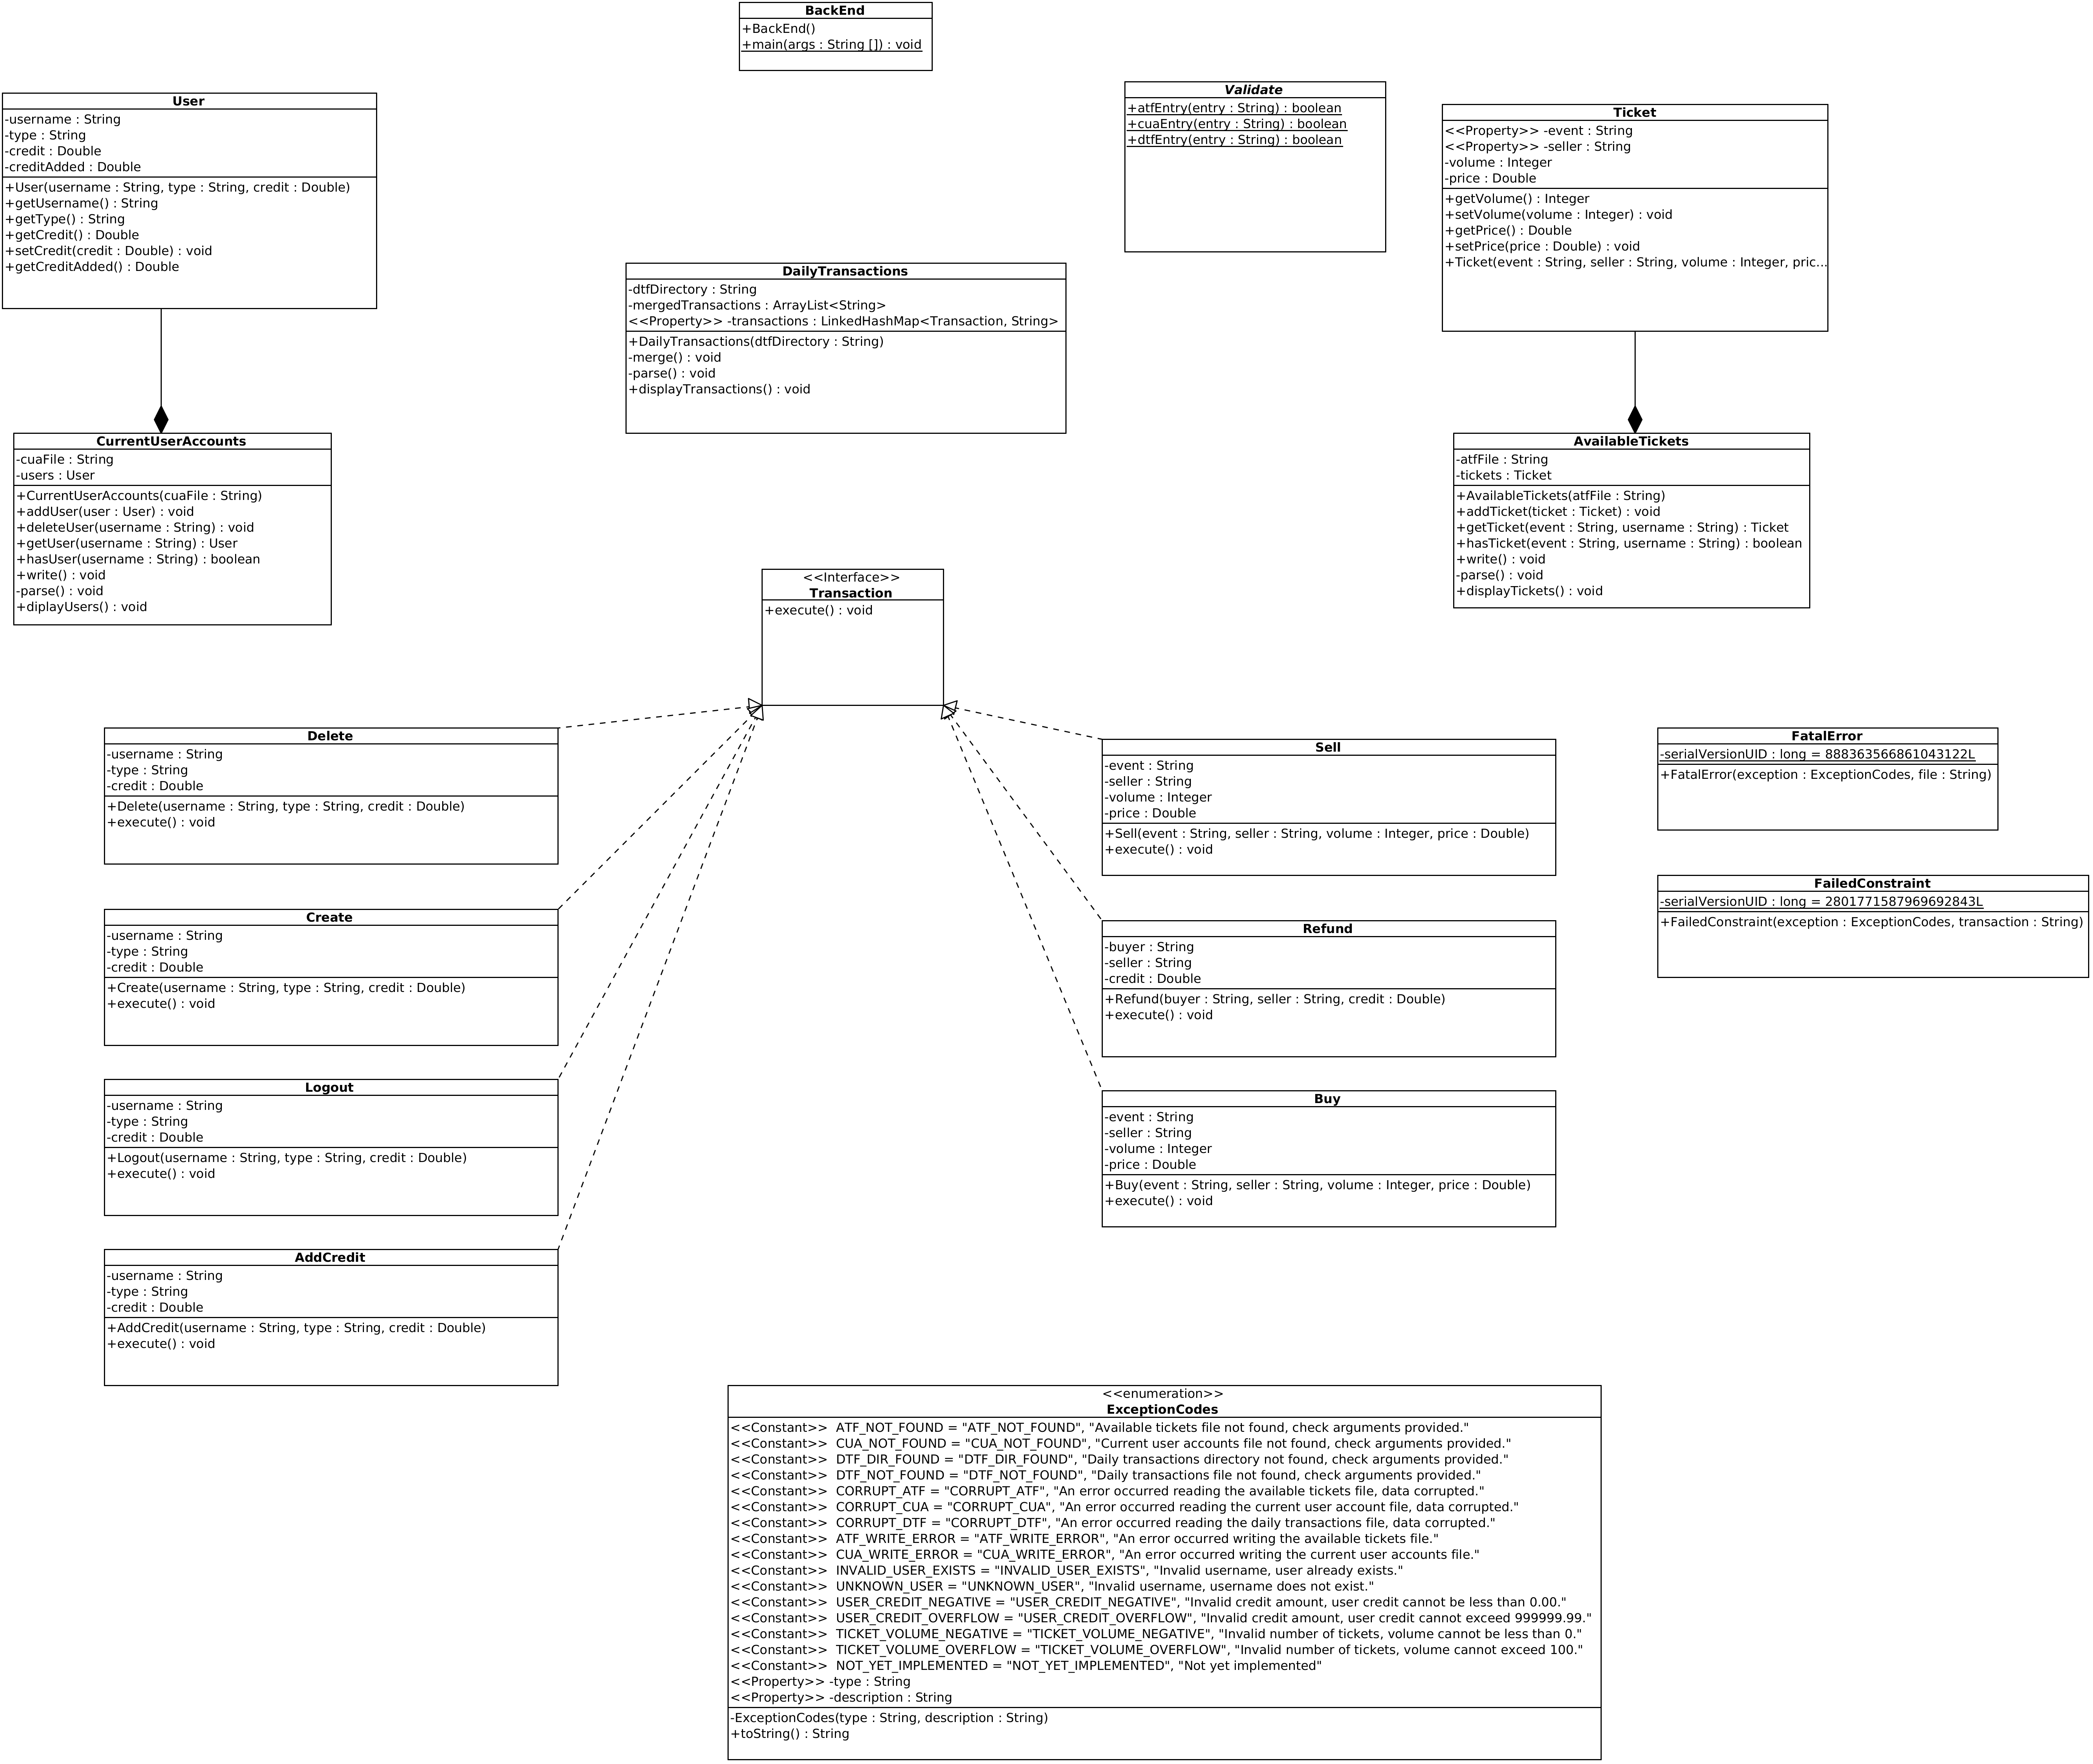 BackEnd
+BackEnd()
+main(args : String []) : void
User
-username : String
-type : String
-credit : Double
-creditAdded : Double
+User(username : String, type : String, credit : Double)
+getUsername() : String
+getType() : String
+getCredit() : Double
+setCredit(credit : Double) : void
+getCreditAdded() : Double
Validate
+atfEntry(entry : String) : boolean
+cuaEntry(entry : String) : boolean
+dtfEntry(entry : String) : boolean
Ticket
<<Property>> -event : String
<<Property>> -seller : String
-volume : Integer
-price : Double
+getVolume() : Integer
+setVolume(volume : Integer) : void
+getPrice() : Double
+setPrice(price : Double) : void
+Ticket(event : String, seller : String, volume : Integer, pric...
DailyTransactions
-dtfDirectory : String
-mergedTransactions : ArrayList<String>
<<Property>> -transactions : LinkedHashMap<Transaction, String>
+DailyTransactions(dtfDirectory : String)
-merge() : void
-parse() : void
+displayTransactions() : void
CurrentUserAccounts
-cuaFile : String
-users : User
+CurrentUserAccounts(cuaFile : String)
+addUser(user : User) : void
+deleteUser(username : String) : void
+getUser(username : String) : User
+hasUser(username : String) : boolean
+write() : void
-parse() : void
+diplayUsers() : void
AvailableTickets
-atfFile : String
-tickets : Ticket
+AvailableTickets(atfFile : String)
+addTicket(ticket : Ticket) : void
+getTicket(event : String, username : String) : Ticket
+hasTicket(event : String, username : String) : boolean
+write() : void
-parse() : void
+displayTickets() : void
<<Interface>>
Transaction
+execute() : void
Delete
-username : String
-type : String
-credit : Double
+Delete(username : String, type : String, credit : Double)
+execute() : void
Sell
-event : String
-seller : String
-volume : Integer
-price : Double
+Sell(event : String, seller : String, volume : Integer, price : Double)
+execute() : void
FatalError
-serialVersionUID : long = 888363566861043122L
+FatalError(exception : ExceptionCodes, file : String)
FailedConstraint
-serialVersionUID : long = 2801771587969692843L
+FailedConstraint(exception : ExceptionCodes, transaction : String)
Create
-username : String
-type : String
-credit : Double
+Create(username : String, type : String, credit : Double)
+execute() : void
Refund
-buyer : String
-seller : String
-credit : Double
+Refund(buyer : String, seller : String, credit : Double)
+execute() : void
Logout
-username : String
-type : String
-credit : Double
+Logout(username : String, type : String, credit : Double)
+execute() : void
Buy
-event : String
-seller : String
-volume : Integer
-price : Double
+Buy(event : String, seller : String, volume : Integer, price : Double)
+execute() : void
AddCredit
-username : String
-type : String
-credit : Double
+AddCredit(username : String, type : String, credit : Double)
+execute() : void
<<enumeration>>
ExceptionCodes
<<Constant>> ATF_NOT_FOUND = "ATF_NOT_FOUND", "Available tickets file not found, check arguments provided."
<<Constant>> CUA_NOT_FOUND = "CUA_NOT_FOUND", "Current user accounts file not found, check arguments provided."
<<Constant>> DTF_DIR_FOUND = "DTF_DIR_FOUND", "Daily transactions directory not found, check arguments provided."
<<Constant>> DTF_NOT_FOUND = "DTF_NOT_FOUND", "Daily transactions file not found, check arguments provided."
<<Constant>> CORRUPT_ATF = "CORRUPT_ATF", "An error occurred reading the available tickets file, data corrupted."
<<Constant>> CORRUPT_CUA = "CORRUPT_CUA", "An error occurred reading the current user account file, data corrupted."
<<Constant>> CORRUPT_DTF = "CORRUPT_DTF", "An error occurred reading the daily transactions file, data corrupted."
<<Constant>> ATF_WRITE_ERROR = "ATF_WRITE_ERROR", "An error occurred writing the available tickets file."
<<Constant>> CUA_WRITE_ERROR = "CUA_WRITE_ERROR", "An error occurred writing the current user accounts file."
<<Constant>> INVALID_USER_EXISTS = "INVALID_USER_EXISTS", "Invalid username, user already exists."
<<Constant>> UNKNOWN_USER = "UNKNOWN_USER", "Invalid username, username does not exist."
<<Constant>> USER_CREDIT_NEGATIVE = "USER_CREDIT_NEGATIVE", "Invalid credit amount, user credit cannot be less than 0.00."
<<Constant>> USER_CREDIT_OVERFLOW = "USER_CREDIT_OVERFLOW", "Invalid credit amount, user credit cannot exceed 999999.99."
<<Constant>> TICKET_VOLUME_NEGATIVE = "TICKET_VOLUME_NEGATIVE", "Invalid number of tickets, volume cannot be less than 0."
<<Constant>> TICKET_VOLUME_OVERFLOW = "TICKET_VOLUME_OVERFLOW", "Invalid number of tickets, volume cannot exceed 100."
<<Constant>> NOT_YET_IMPLEMENTED = "NOT_YET_IMPLEMENTED", "Not yet implemented"
<<Property>> -type : String
<<Property>> -description : String
-ExceptionCodes(type : String, description : String)
+toString() : String